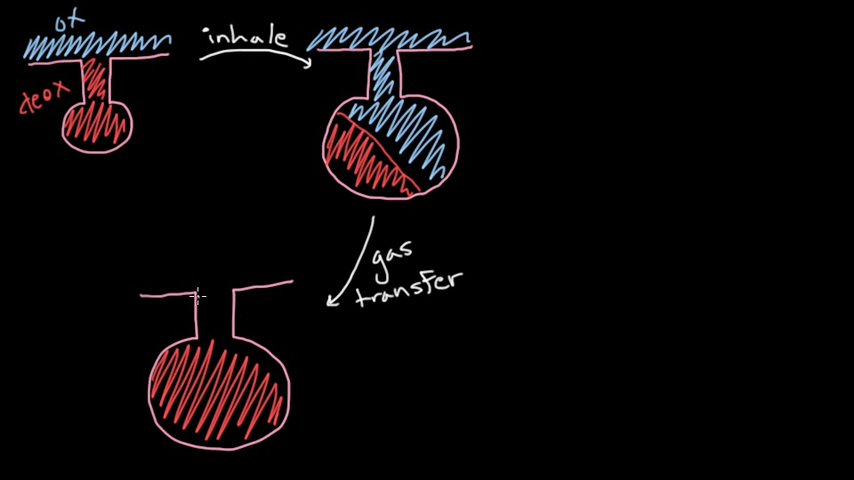 ox
inhale
deox
gas
transfer